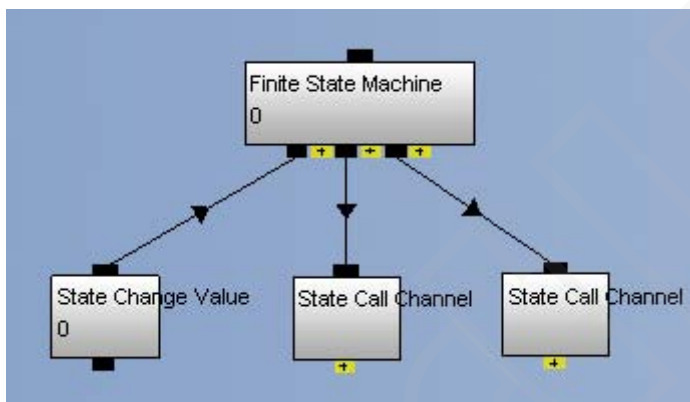 Finite State Machine
0
+ + +
State Change Value
0
State Call Channel
+
State Call Channel
+